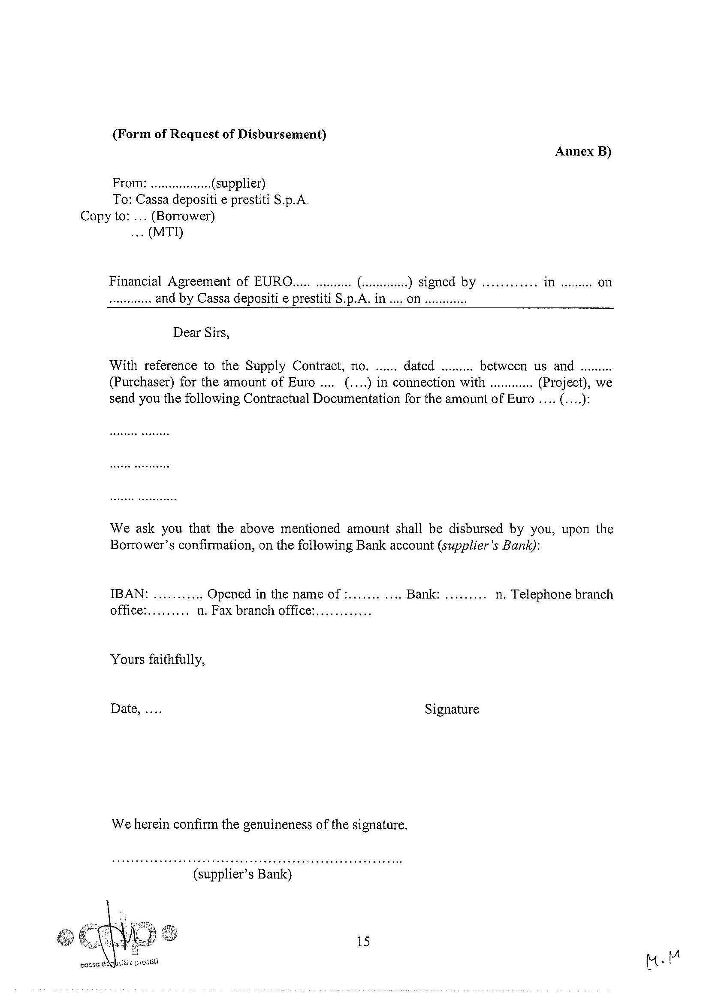 (Form of Request of Disbursement)
Annex B)
From: .................(supplier)
To: Cassa depositi e prestiti S.p.A.
Copy to: ... (Borrower)
... (MTI)
Financial Agreement of EURO..... .......... (.............) signed by ............ in ......... on
............ and by Cassa depositi e prestiti S.p.A. in .... on ............
Dear Sirs,
With reference to the Supply Contract, no. ...... dated ......... between us and .........
(Purchaser) for the amount of Euro .... (....) in connection with ............ (Project), we
send you the following Contractual Documentation for the amount of Euro .... (....):
........ ........
...... ..........
....... ...........
We ask you that the above mentioned amount shall be disbursed by you, upon the
Borrower's confirmation, on the following Bank account (supplier's Bank):
IBAN: ........... Opened in the name of :....... .... Bank: ......... n. Telephone branch
office:......... n. Fax branch office:............
Yours faithfully,
Date, ....
Signature
We herein confirm the genuineness of the signature.
..................................................................
(supplier's Bank)
cdp
cassa depositi e prestiti
15
M.M